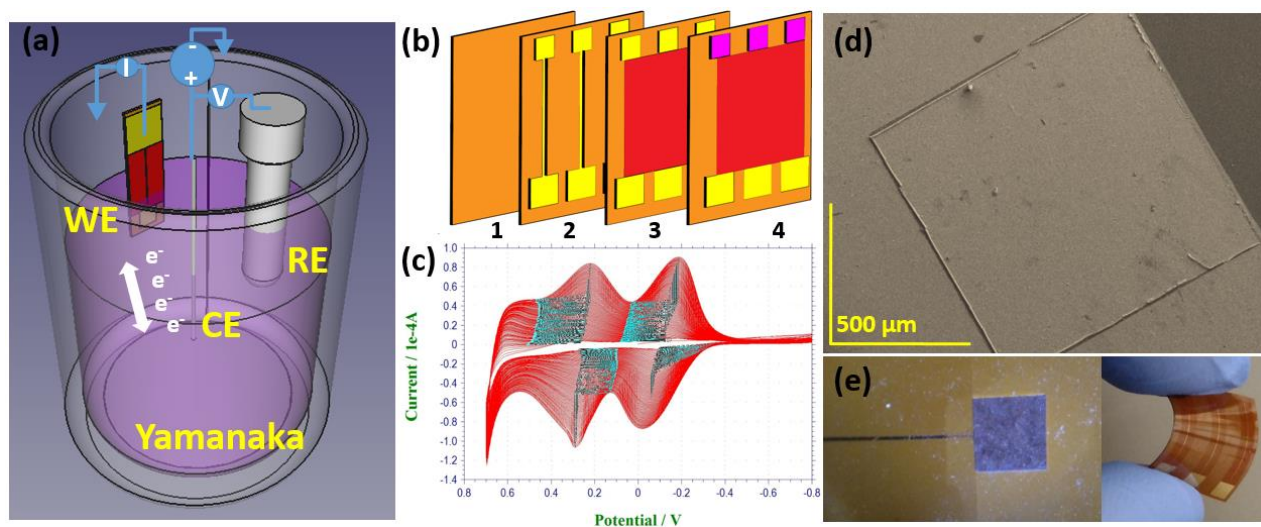 (a)
I
-
+
V
WE
RE
e-
e-
e-
e-
CE
Yamanaka
(b)
1 2 3 4
(c)
1.0
0.8
0.6
0.4
0.2
0
-0.2
-0.4
-0.6
-0.8
-1.0
-1.2
-1.4
Current / 1e-4A
0.8 0.6 0.4 0.2 0 -0.2 -0.4 -0.6 -0.8
Potential / V
(d)
500 µm
(e)